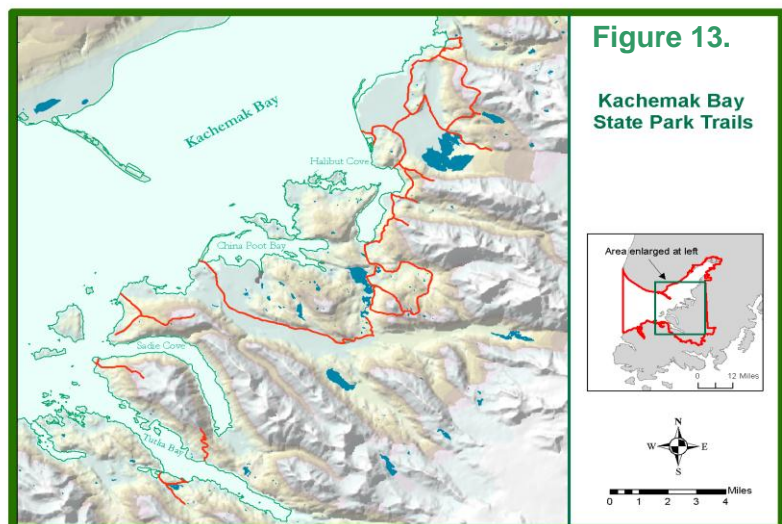 Figure 13.
Kachemak Bay
State Park Trails
Kachemak Bay
Halibut Cove
China Poot Bay
Sadie Cove
Tutka Bay
Area enlarged at left
0 12 Miles
N
W E
S
Miles
0 1 2 3 4